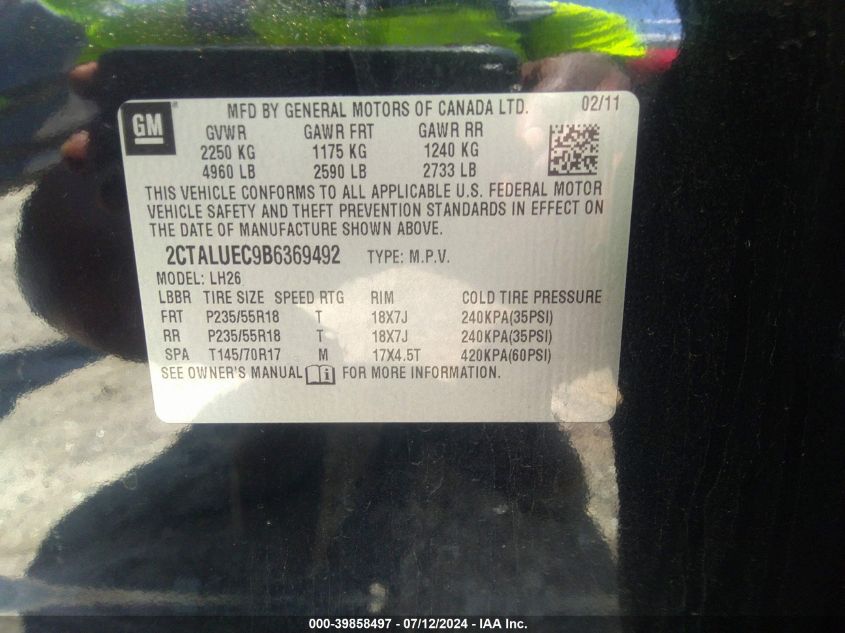 GM
MFD BY GENERAL MOTORS OF CANADA LTD. 02/11
GVWR GAWR FRT GAWR RR
2250 KG 1175 KG 1240 KG
4960 LB 2590 LB 2733 LB
THIS VEHICLE CONFORMS TO ALL APPLICABLE U.S. FEDERAL MOTOR
VEHICLE SAFETY AND THEFT PREVENTION STANDARDS IN EFFECT ON
THE DATE OF MANUFACTURE SHOWN ABOVE.
2CTALUEC9B6369492 TYPE: M.P.V.
MODEL: LH26
LBBR TIRE SIZE SPEED RTG RIM COLD TIRE PRESSURE
FRT P235/55R18 T 18X7J 240KPA(35PSI)
RR P235/55R18 T 18X7J 240KPA(35PSI)
SPA T145/70R17 M 17X4.5T 420KPA(60PSI)
SEE OWNER'S MANUAL i FOR MORE INFORMATION.
000-39858497 - 07/12/2024 - IAA Inc.